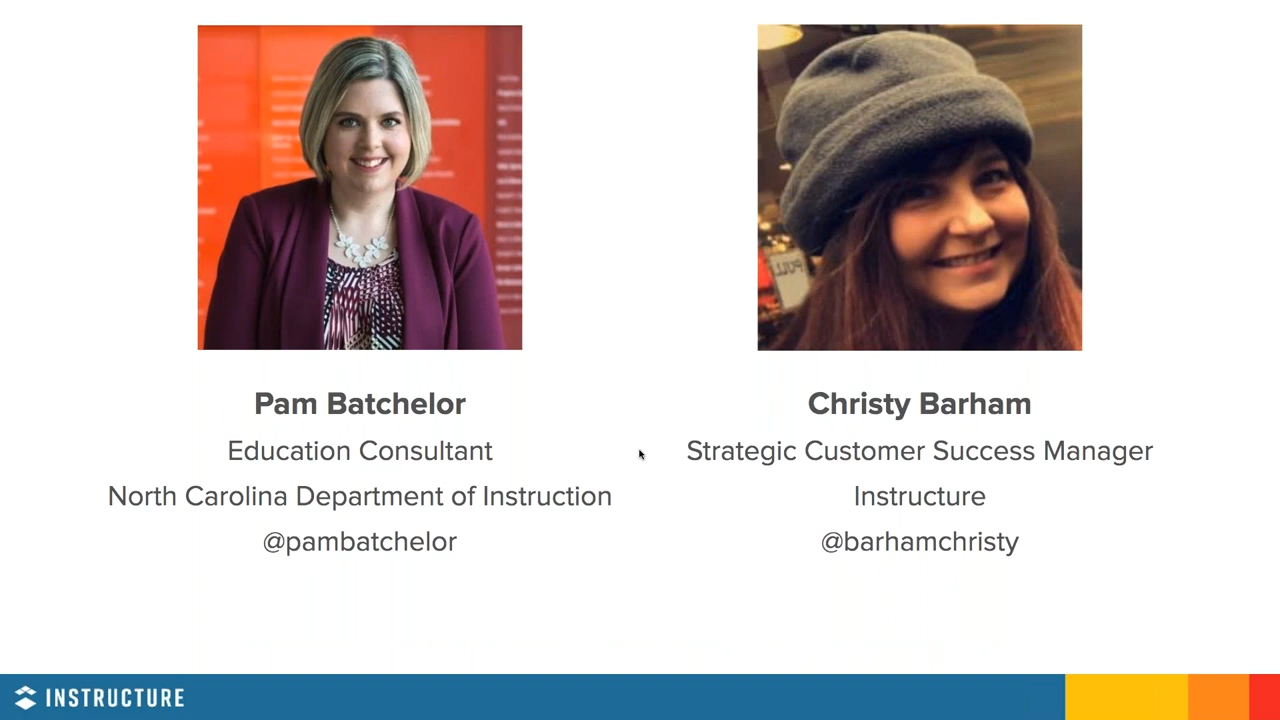 Pam Batchelor
Education Consultant
North Carolina Department of Instruction
@pambatchelor
Christy Barham
Strategic Customer Success Manager
Instructure
@barhamchristy
INSTRUCTURE